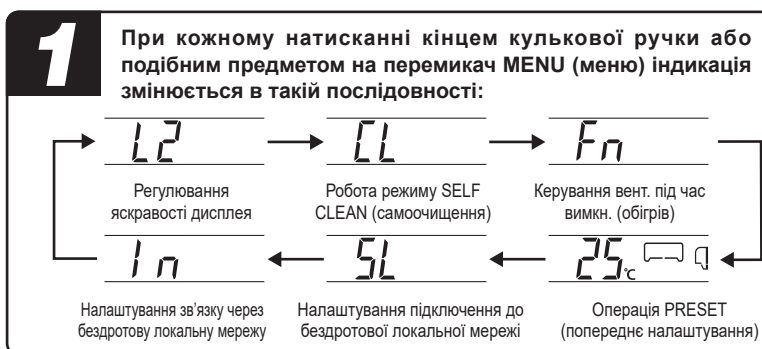 1
При кожному натисканні кінцем кулькової ручки або
подібним предметом на перемикач MENU (меню) індикація
змінюється в такій послідовності:
L2 CL Fn
Регулювання
яскравості дисплея
Робота режиму SELF
CLEAN (самоочищення)
Керування вент. під час
вимкн. (обігрів)
In SL 25°C
Налаштування зв’язку через
бездротову локальну мережу
Налаштування підключення до
бездротової локальної мережі
Операція PRESET
(попереднє налаштування)